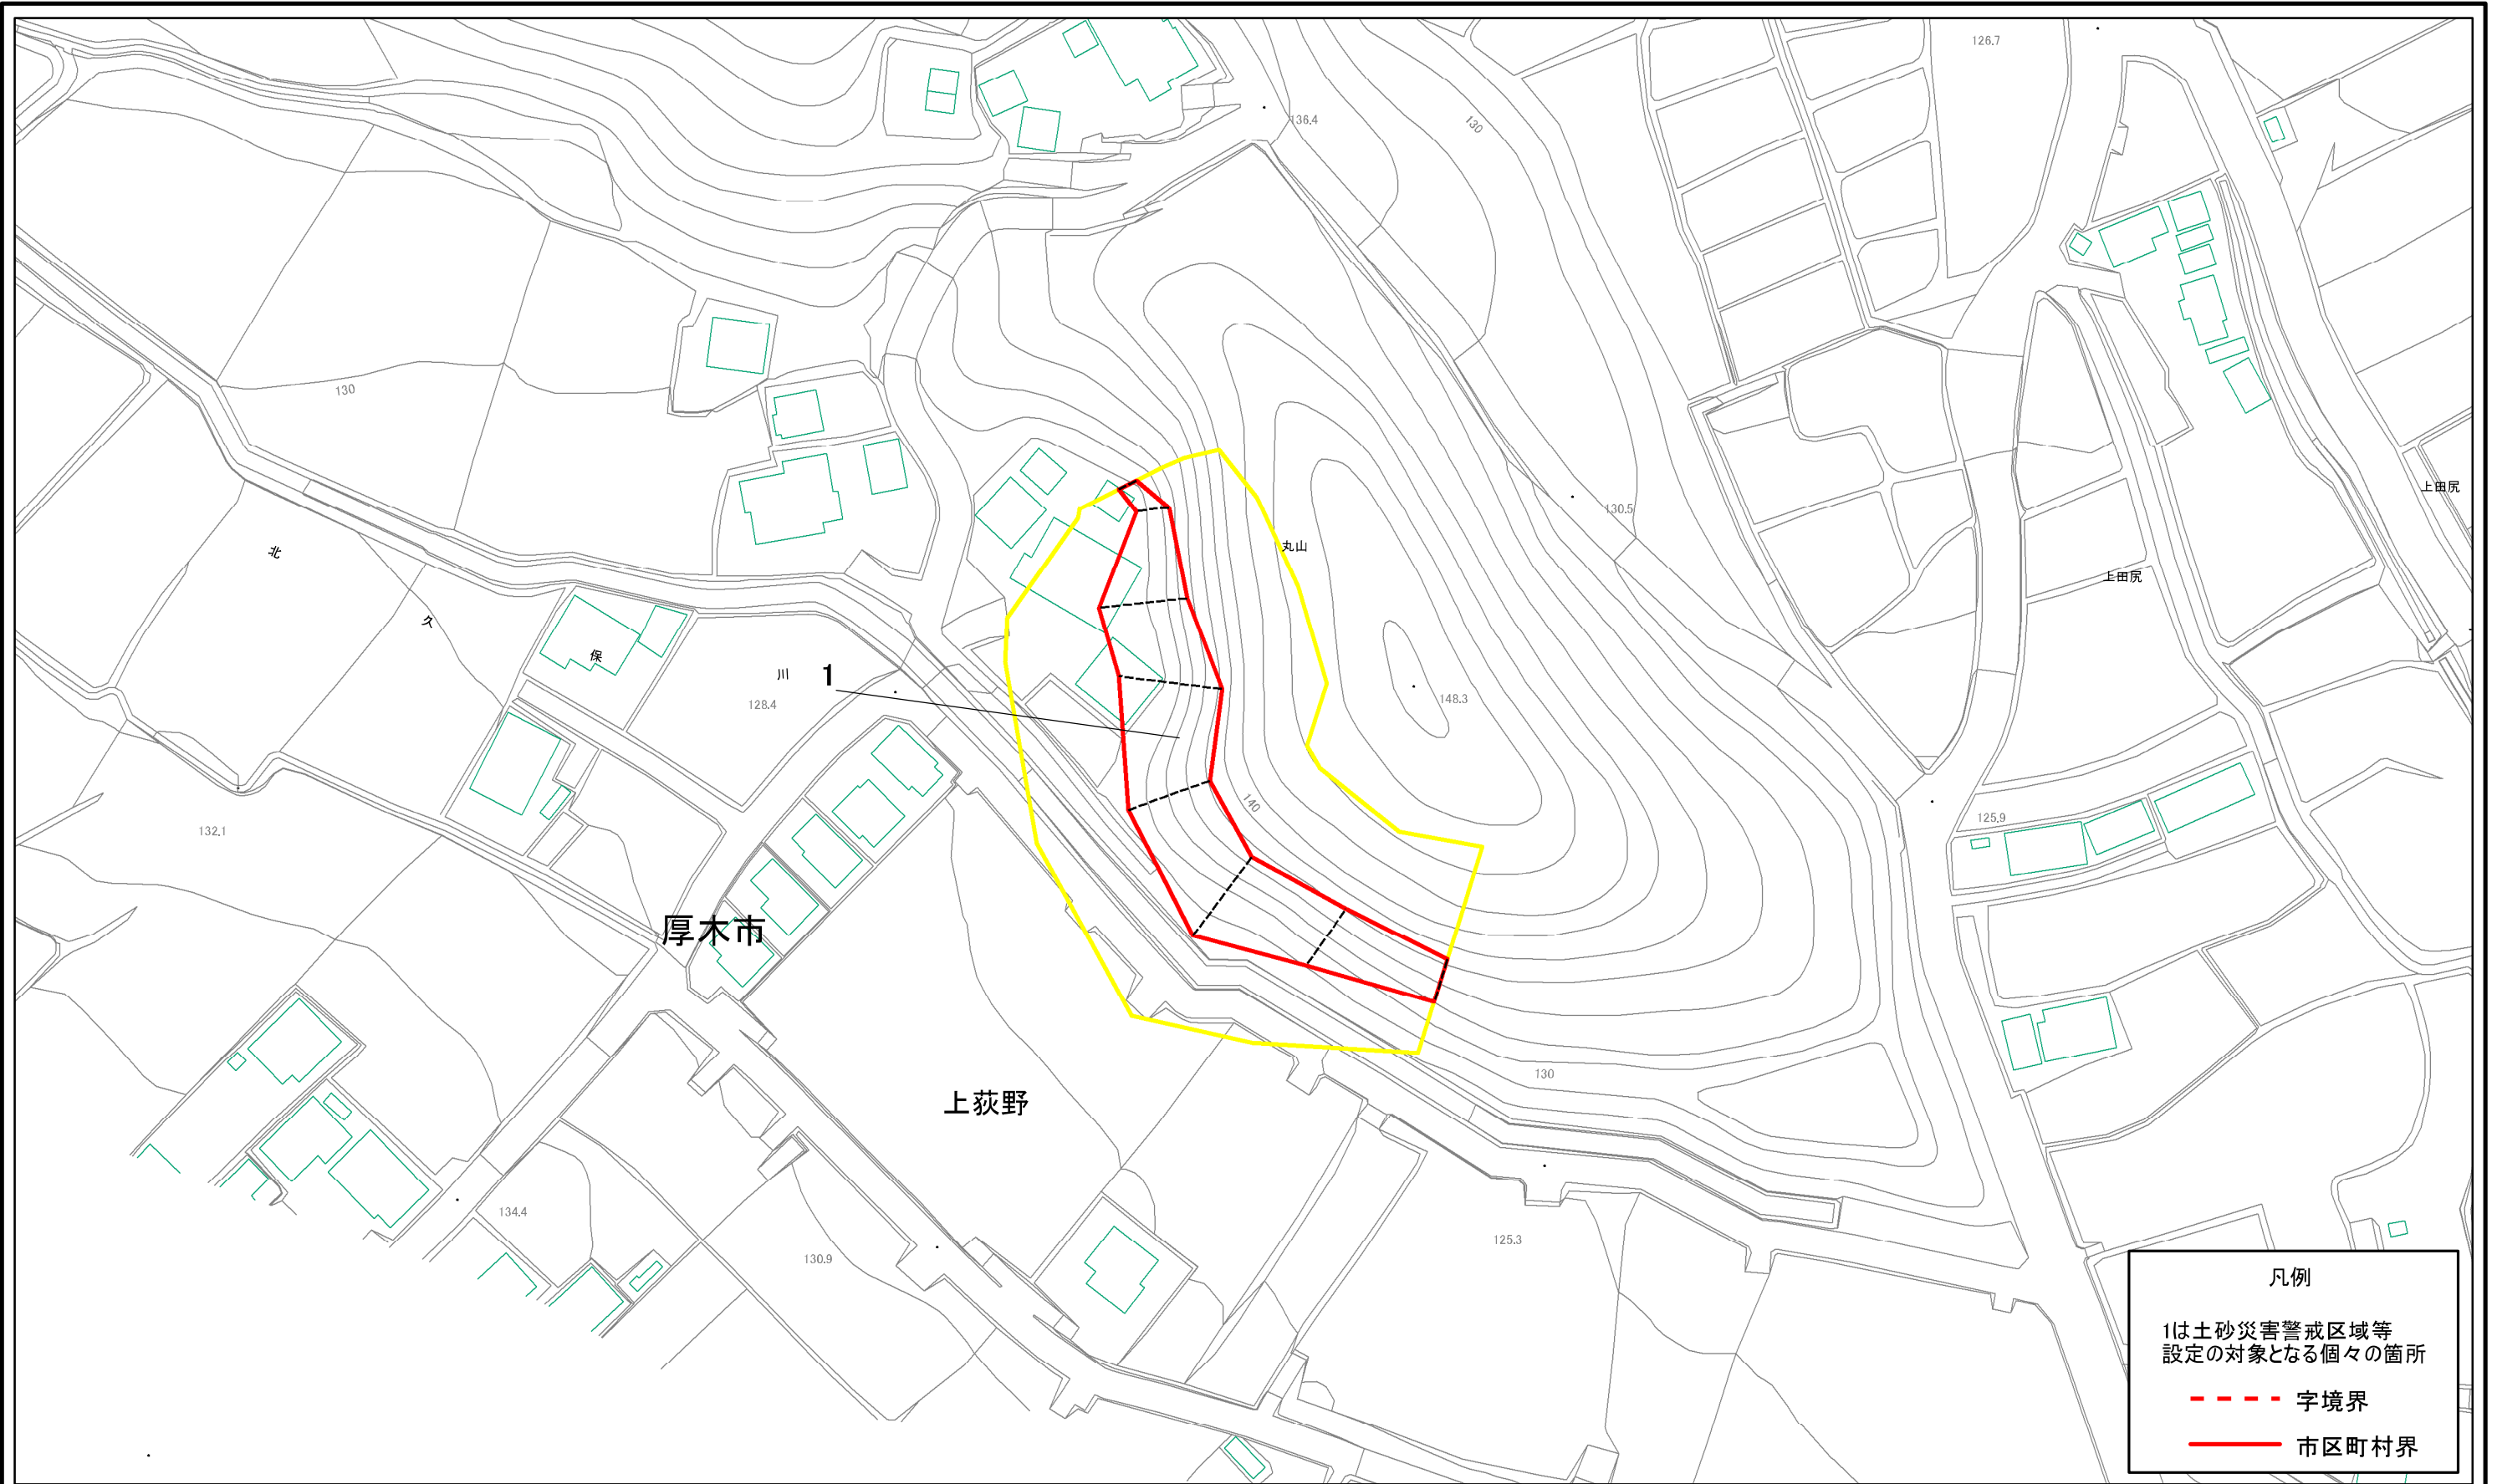 126.7
136.4
130
130
上田尻
130.5
丸山
北
上田尻
久
保
川
1
128.4
148.3
140
125.9
132.1
厚木市
130
上荻野
134.4
125.3
130.9
凡例
1は土砂災害警戒区域等
設定の対象となる個々の箇所
字境界
市区町村界